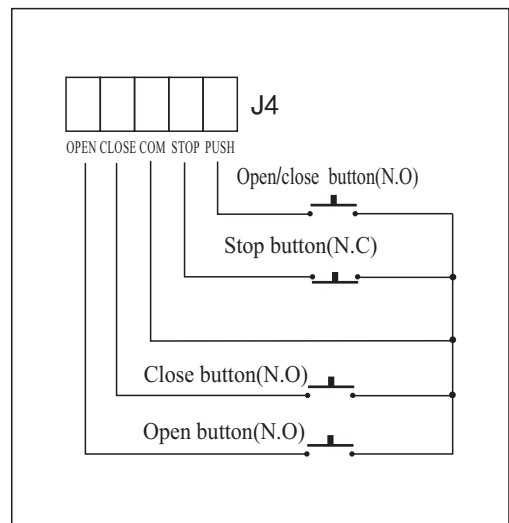 J4
OPEN CLOSE COM STOP PUSH
Open/close button(N.O)
Stop button(N.C)
Close button(N.O)
Open button(N.O)